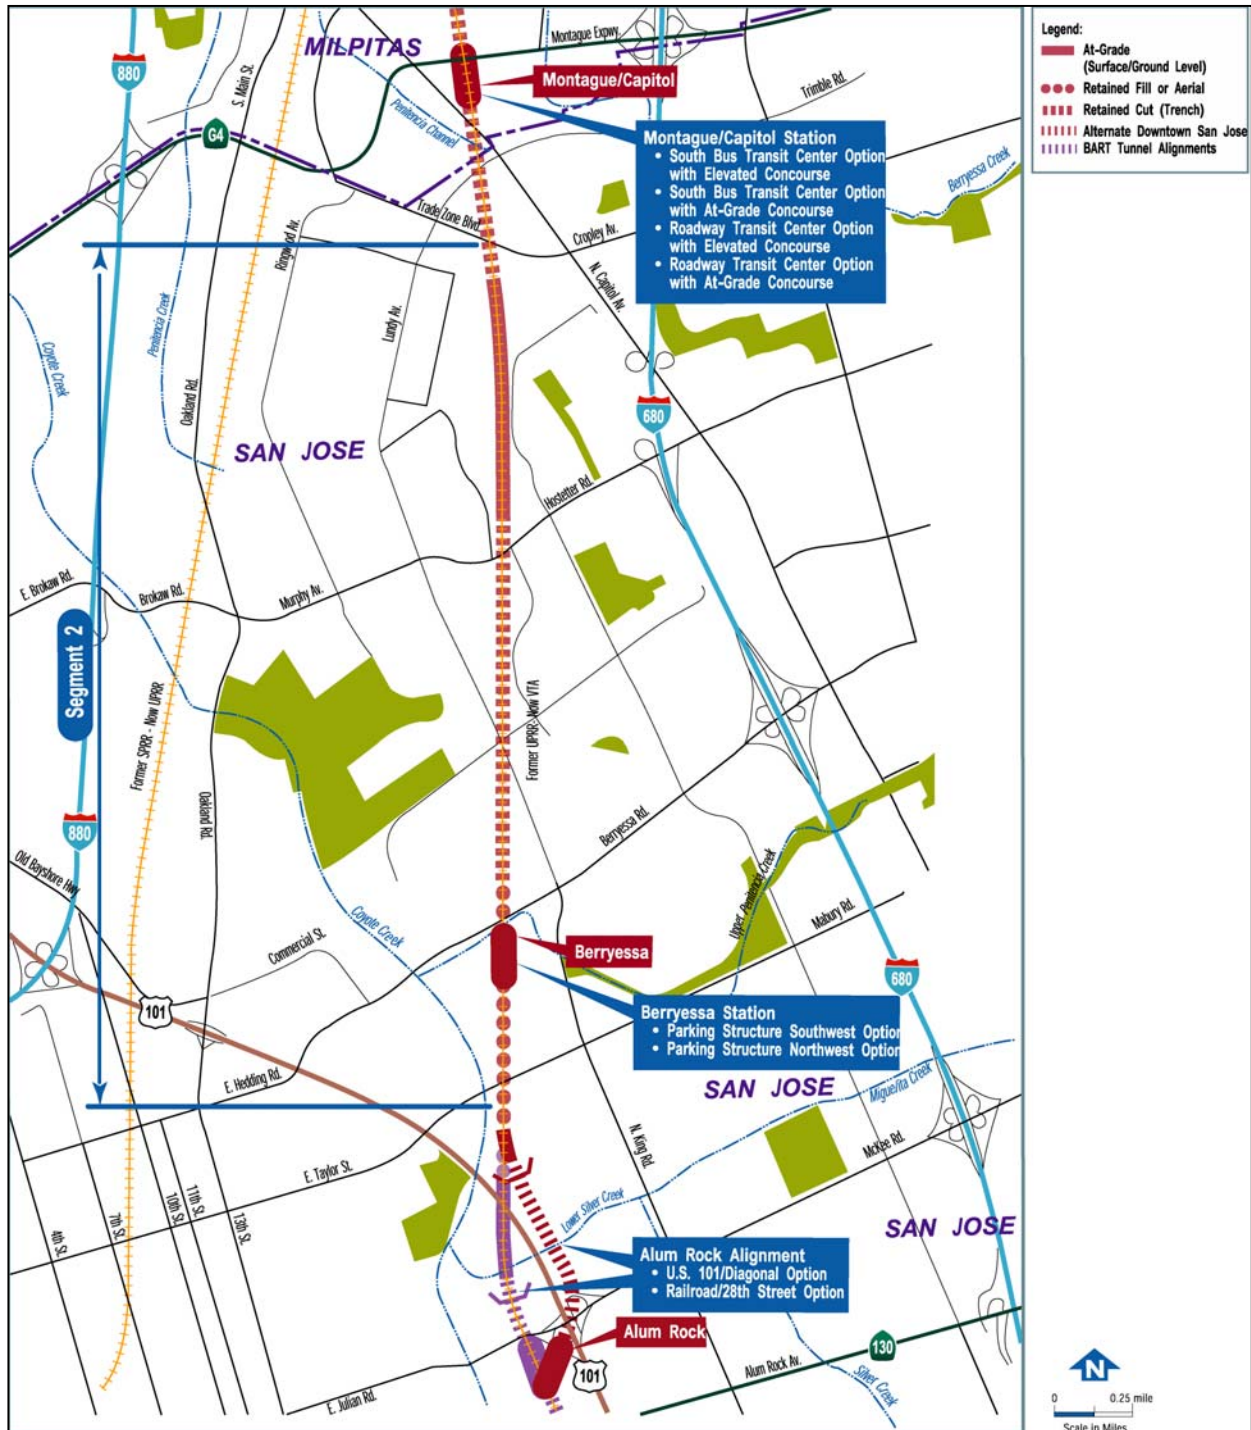 MILPITAS
880
S. Main St.
G4
Penitencia Channel
Montague Expwy.
Montague/Capitol
Trimble Rd.
Montague/Capitol Station
• South Bus Transit Center Option
with Elevated Concourse
• South Bus Transit Center Option
with At-Grade Concourse
• Roadway Transit Center Option
with Elevated Concourse
• Roadway Transit Center Option
with At-Grade Concourse
Berryessa Creek
Trade Zone Blvd.
Cropley Av.
Ringwood Av.
N. Capitol Av.
Lundy Av.
Penitencia Creek
Coyote Creek
Oakland Rd.
680
SAN JOSE
Hostetter Rd.
E. Brokaw Rd.
Brokaw Rd.
Murphy Av.
Segment 2
Former SPRR - Now UPRR
Former UPRR - Now VTA
Oakland Rd.
880
Berryessa Rd.
Old Bayshore Hwy
Coyote Creek
Upper Penitencia Creek
Mabury Rd.
Commercial St.
Berryessa
680
101
Berryessa Station
• Parking Structure Southwest Option
• Parking Structure Northwest Option
E. Hedding Rd.
SAN JOSE
Miguelita Creek
N. King Rd.
McKee Rd.
E. Taylor St.
Lower Silver Creek
4th St.
7th St.
10th St.
11th St.
13th St.
SAN JOSE
Alum Rock Alignment
• U.S. 101/Diagonal Option
• Railroad/28th Street Option
Alum Rock
130
101
Alum Rock Av.
Silver Creek
E. Julian Rd.
Legend:
At-Grade
(Surface/Ground Level)
Retained Fill or Aerial
Retained Cut (Trench)
Alternate Downtown San Jose
BART Tunnel Alignments
N
0 0.25 mile
Scale in Miles